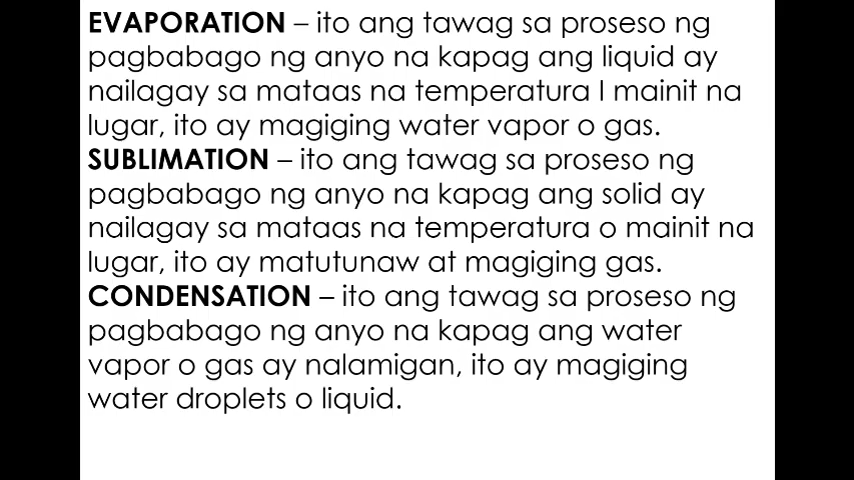 EVAPORATION – ito ang tawag sa proseso ng
pagbabago ng anyo na kapag ang liquid ay
nailagay sa mataas na temperatura I mainit na
lugar, ito ay magiging water vapor o gas.
SUBLIMATION – ito ang tawag sa proseso ng
pagbabago ng anyo na kapag ang solid ay
nailagay sa mataas na temperatura o mainit na
lugar, ito ay matutunaw at magiging gas.
CONDENSATION – ito ang tawag sa proseso ng
pagbabago ng anyo na kapag ang water
vapor o gas ay nalamigan, ito ay magiging
water droplets o liquid.